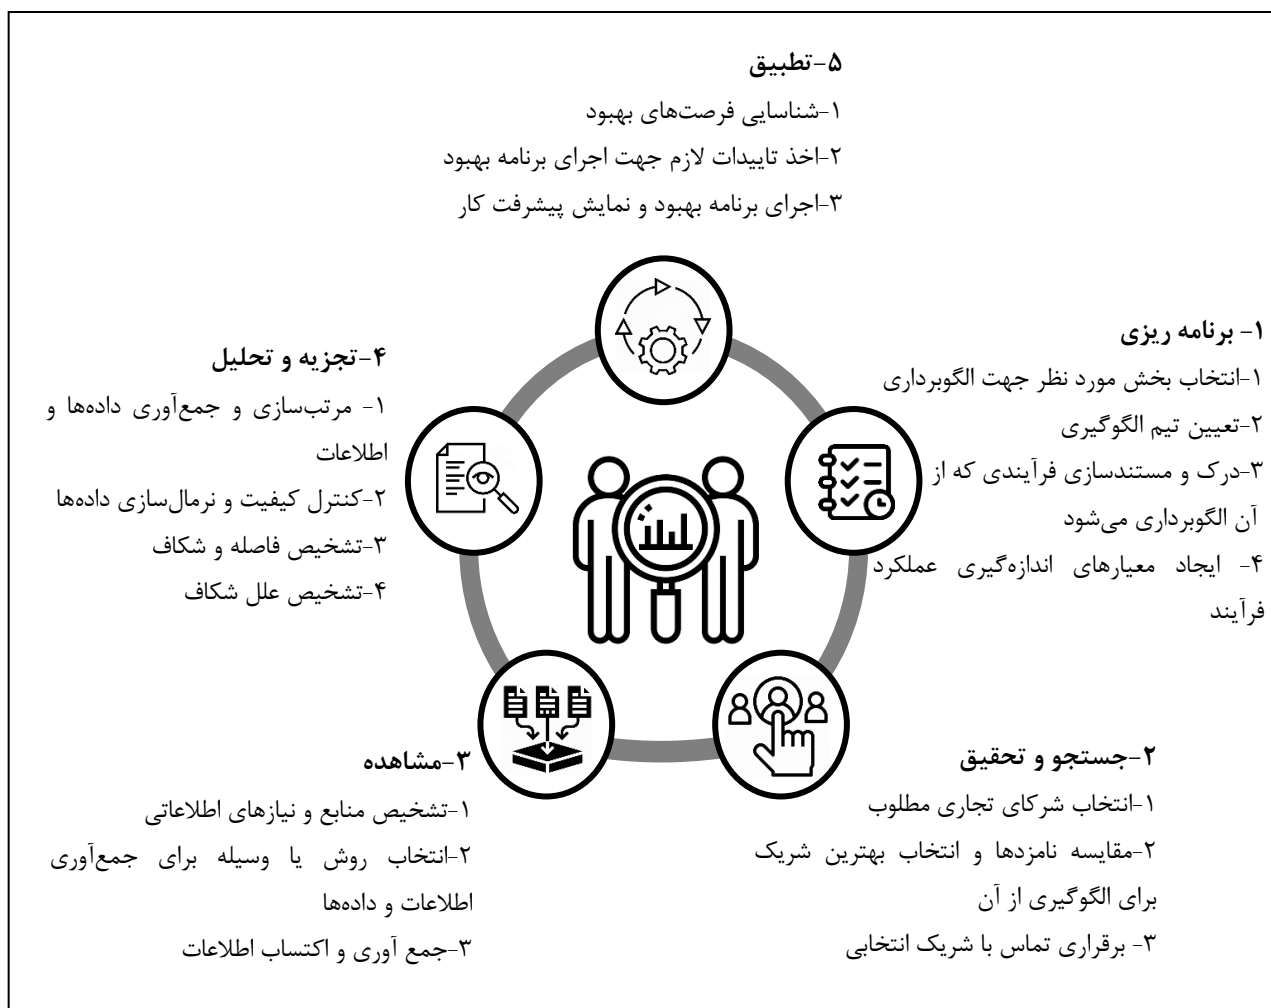 ۵-تطبیق
۱-شناسایی فرصت‌های بهبود
۲-اخذ تاییدات لازم جهت اجرای برنامه بهبود
۳-اجرای برنامه بهبود و نمایش پیشرفت کار
۱- برنامه ریزی
۱-انتخاب بخش مورد نظر جهت الگوبرداری
۲-تعیین تیم الگوگیری
۳-درک و مستندسازی فرآیندی که از
آن الگوبرداری می‌شود
۴- ایجاد معیارهای اندازه‌گیری عملکرد
فرآیند
۲-جستجو و تحقیق
۱-انتخاب شرکای تجاری مطلوب
۲-مقایسه نامزدها و انتخاب بهترین شریک
برای الگوگیری از آن
۳- برقراری تماس با شریک انتخابی
۳-مشاهده
۱-تشخیص منابع و نیازهای اطلاعاتی
۲-انتخاب روش یا وسیله برای جمع‌آوری
اطلاعات و داده‌ها
۳-جمع آوری و اکتساب اطلاعات
۴-تجزیه و تحلیل
۱- مرتب‌سازی و جمع‌آوری داده‌ها و
اطلاعات
۲-کنترل کیفیت و نرمال‌سازی داده‌ها
۳-تشخیص فاصله و شکاف
۴-تشخیص علل شکاف